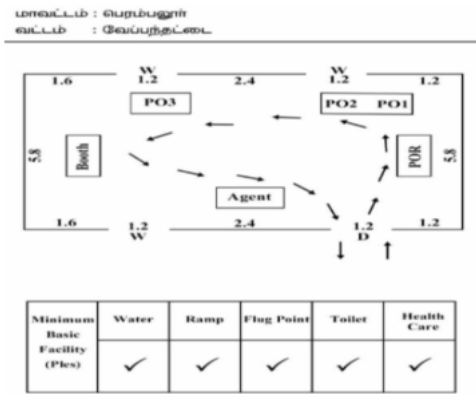 மாவட்டம் : பெரம்பலூர்
வட்டம் : வேப்பந்தட்டை
W W
1.6 1.2 2.4 1.2 1.2
PO3 PO2 PO1
5.8 Booth POR 5.8
Agent
1.6 1.2 2.4 1.2 1.2
W D
Minimum Basic Facility (Ples) Water Ramp Flug Point Toilet Health Care